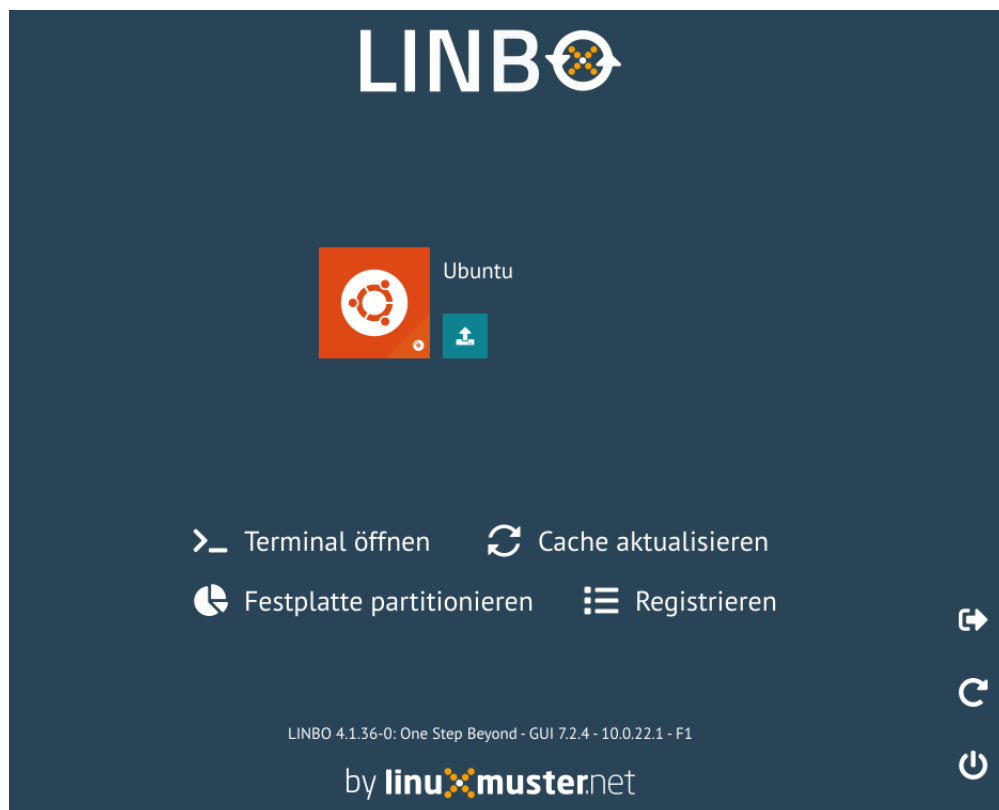 LINBO
Ubuntu
Terminal öffnen Cache aktualisieren
Festplatte partitionieren Registrieren
LINBO 4.1.36-0: One Step Beyond - GUI 7.2.4 - 10.0.22.1 - F1
by linuxmuster.net